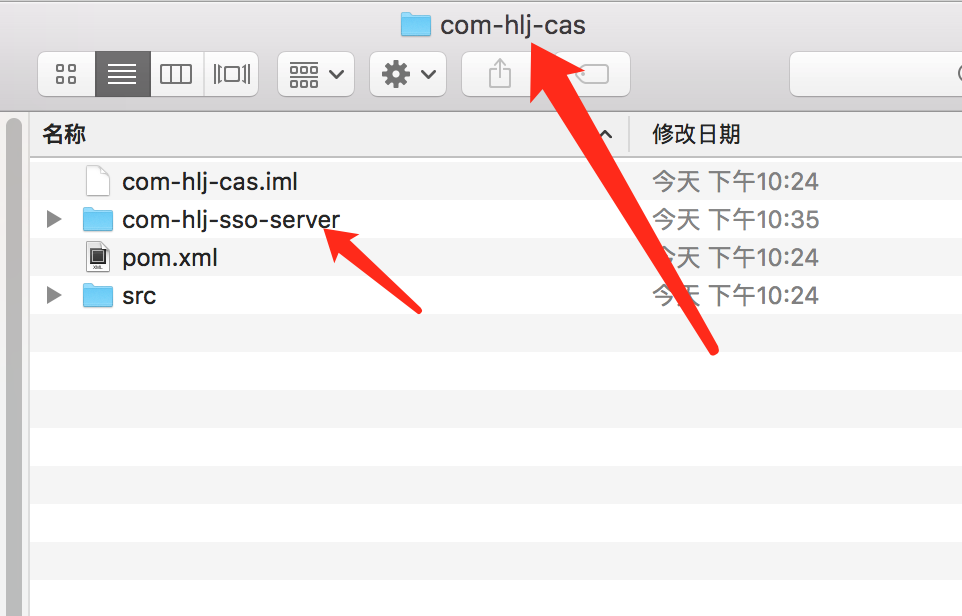 com-hlj-cas
名称 修改日期
com-hlj-cas.iml 今天 下午10:24
com-hlj-sso-server 今天 下午10:35
pom.xml 今天 下午10:24
src 今天 下午10:24